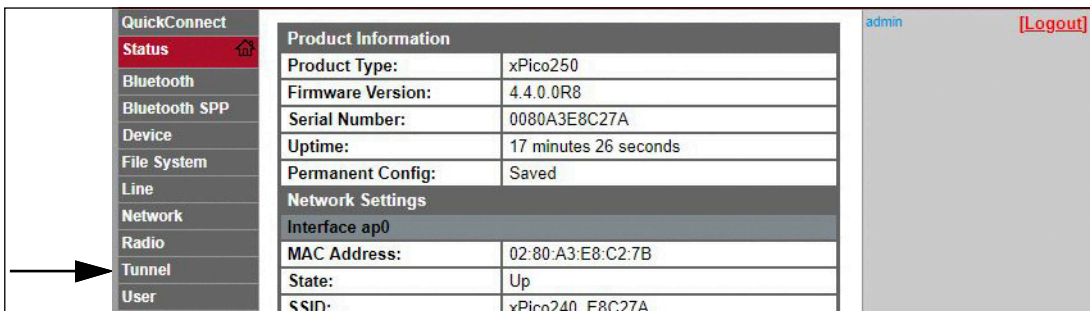 QuickConnect
Status
Bluetooth
Bluetooth SPP
Device
File System
Line
Network
Radio
Tunnel
User
Product Information
Product Type: xPico250
Firmware Version: 4.4.0.0R8
Serial Number: 0080A3E8C27A
Uptime: 17 minutes 26 seconds
Permanent Config: Saved
Network Settings
Interface ap0
MAC Address: 02:80:A3:E8:C2:7B
State: Up
SSID: xPico240_E8C27A
admin [Logout]